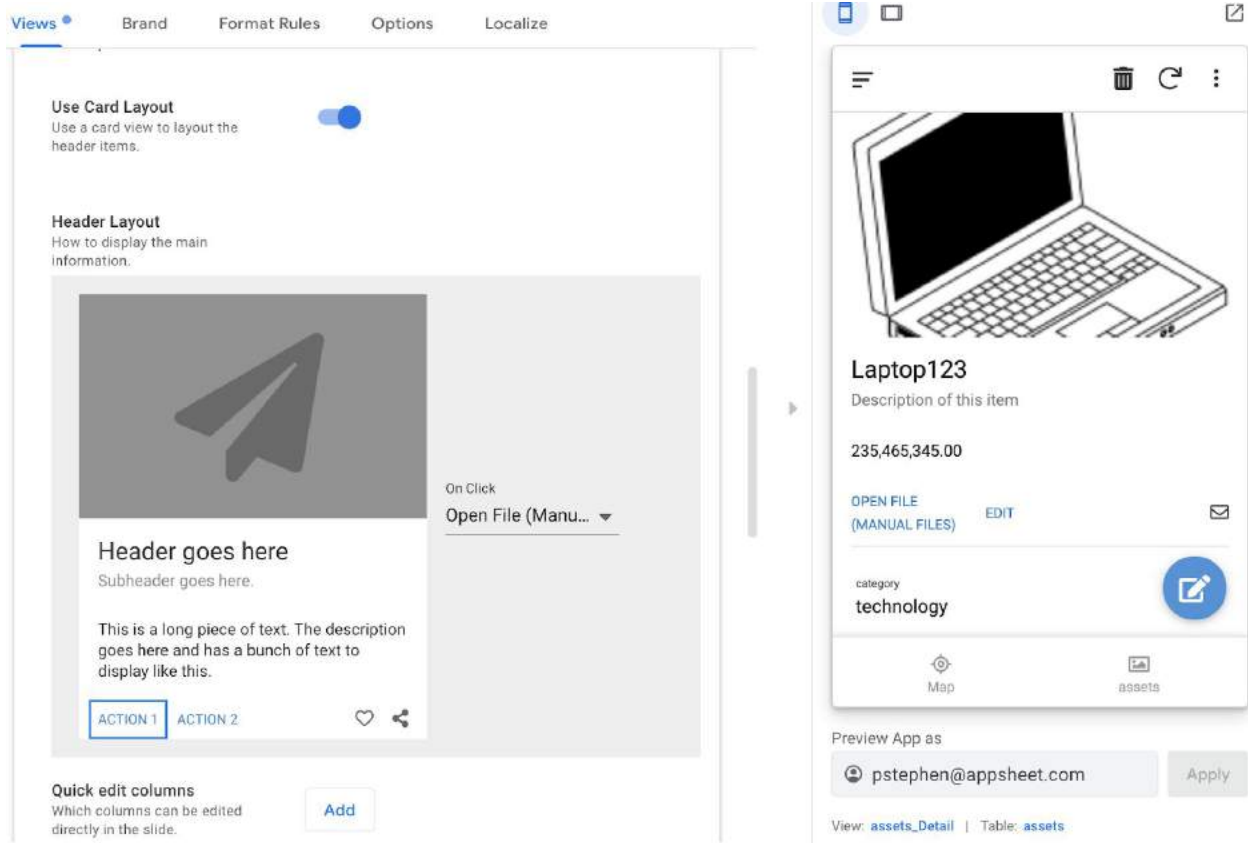 Views
Brand
Format Rules
Options
Localize
Use Card Layout
Use a card view to layout the
header items.
Header Layout
How to display the main
information.
Header goes here
Subheader goes here.
This is a long piece of text. The description
goes here and has a bunch of text to
display like this.
ACTION 1
ACTION 2
On Click
Open File (Manu...
Quick edit columns
Which columns can be edited
directly in the slide.
Add
Laptop123
Description of this item
235,465,345.00
OPEN FILE
(MANUAL FILES)
EDIT
category
technology
Map
assets
Preview App as
pstephen@appsheet.com
Apply
View: assets_Detail | Table: assets